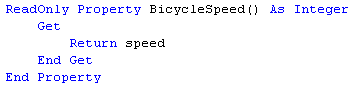 ReadOnly Property BicycleSpeed() As Integer
    Get
        Return speed
    End Get
End Property